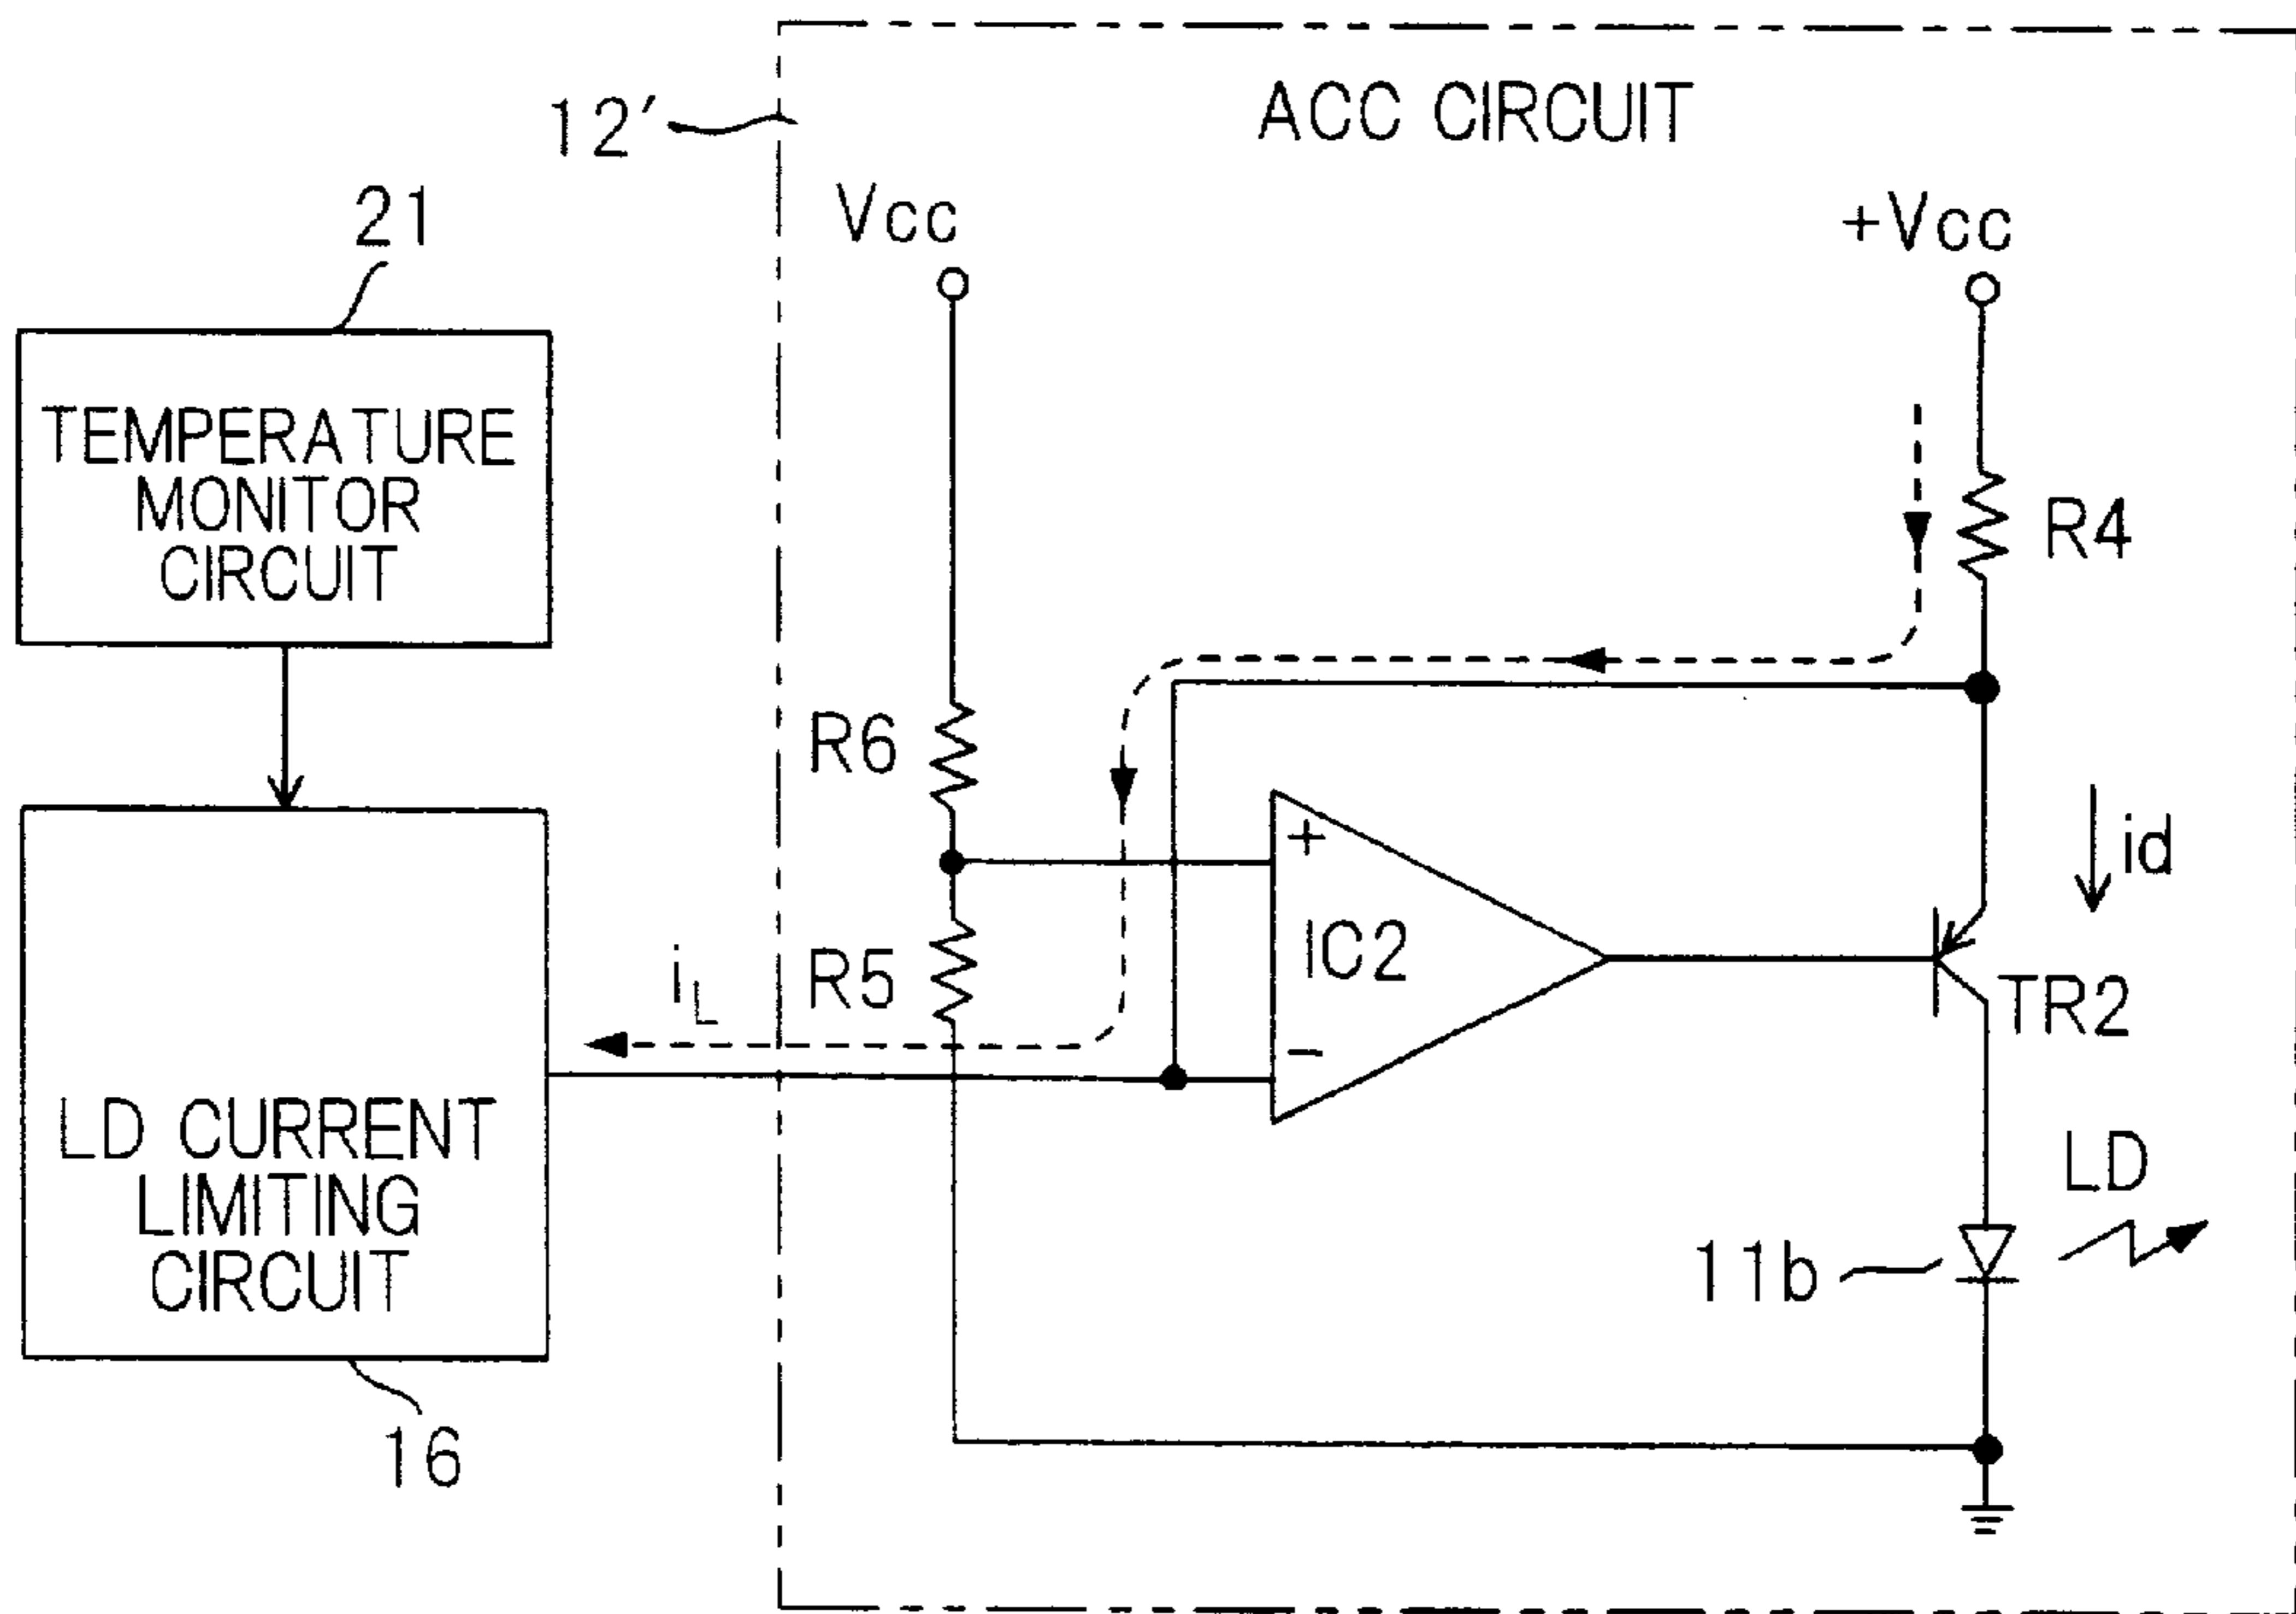 ACC CIRCUIT
12'
21
Vcc
+Vcc
TEMPERATURE
MONITOR
CIRCUIT
R4
R6
+
id
IC2
R5
iL
TR2
−
LD CURRENT
LIMITING
CIRCUIT
LD
11b
16